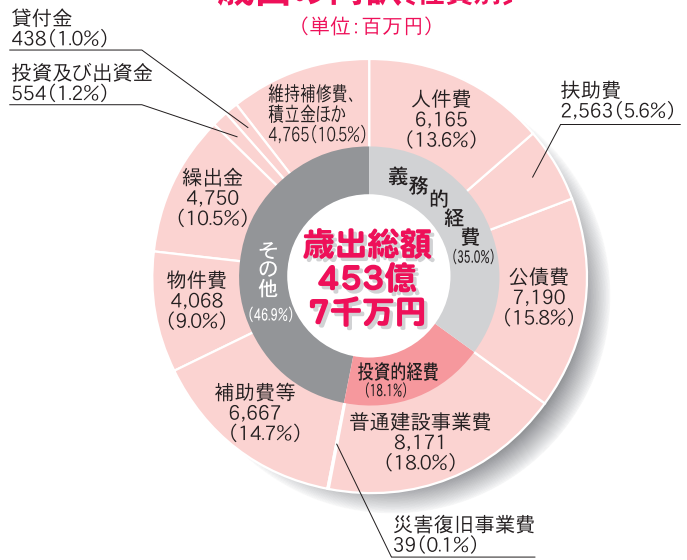 (単位:百万円)
貸付金
438(1.0%)
投資及び出資金
554(1.2%)
維持補修費、
積立金ほか
4,765(10.5%)
人件費
6,165
(13.6%)
扶助費
2,563(5.6%)
繰出金
4,750
(10.5%)
義務的経費
(35.0%)
歳出総額
453億
7千万円
その他
(46.9%)
公債費
7,190
(15.8%)
物件費
4,068
(9.0%)
投資的経費
(18.1%)
補助費等
6,667
(14.7%)
普通建設事業費
8,171
(18.0%)
災害復旧事業費
39(0.1%)